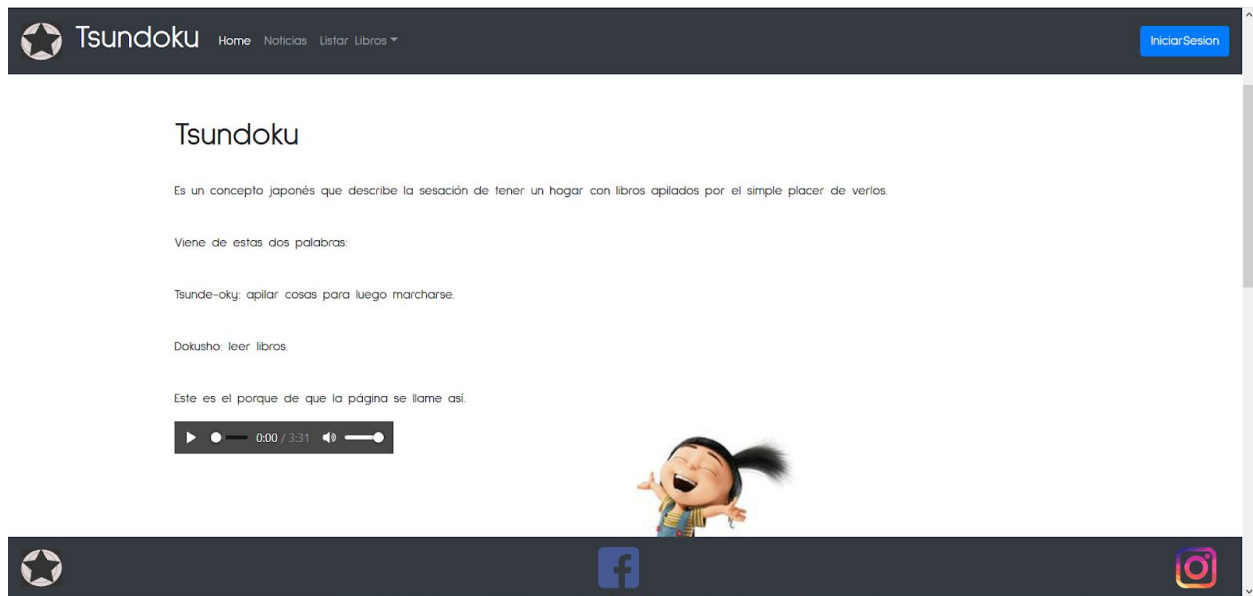 Tsundoku Home Noticias Listar Libros IniciarSesion
Tsundoku
Es un concepto japonés que describe la sesación de tener un hogar con libros apilados por el simple placer de verlos.
Viene de estas dos palabras:
Tsunde-oky: apilar cosas para luego marcharse.
Dokusho: leer libros.
Este es el porque de que la página se llame así.
0:00 / 3:31